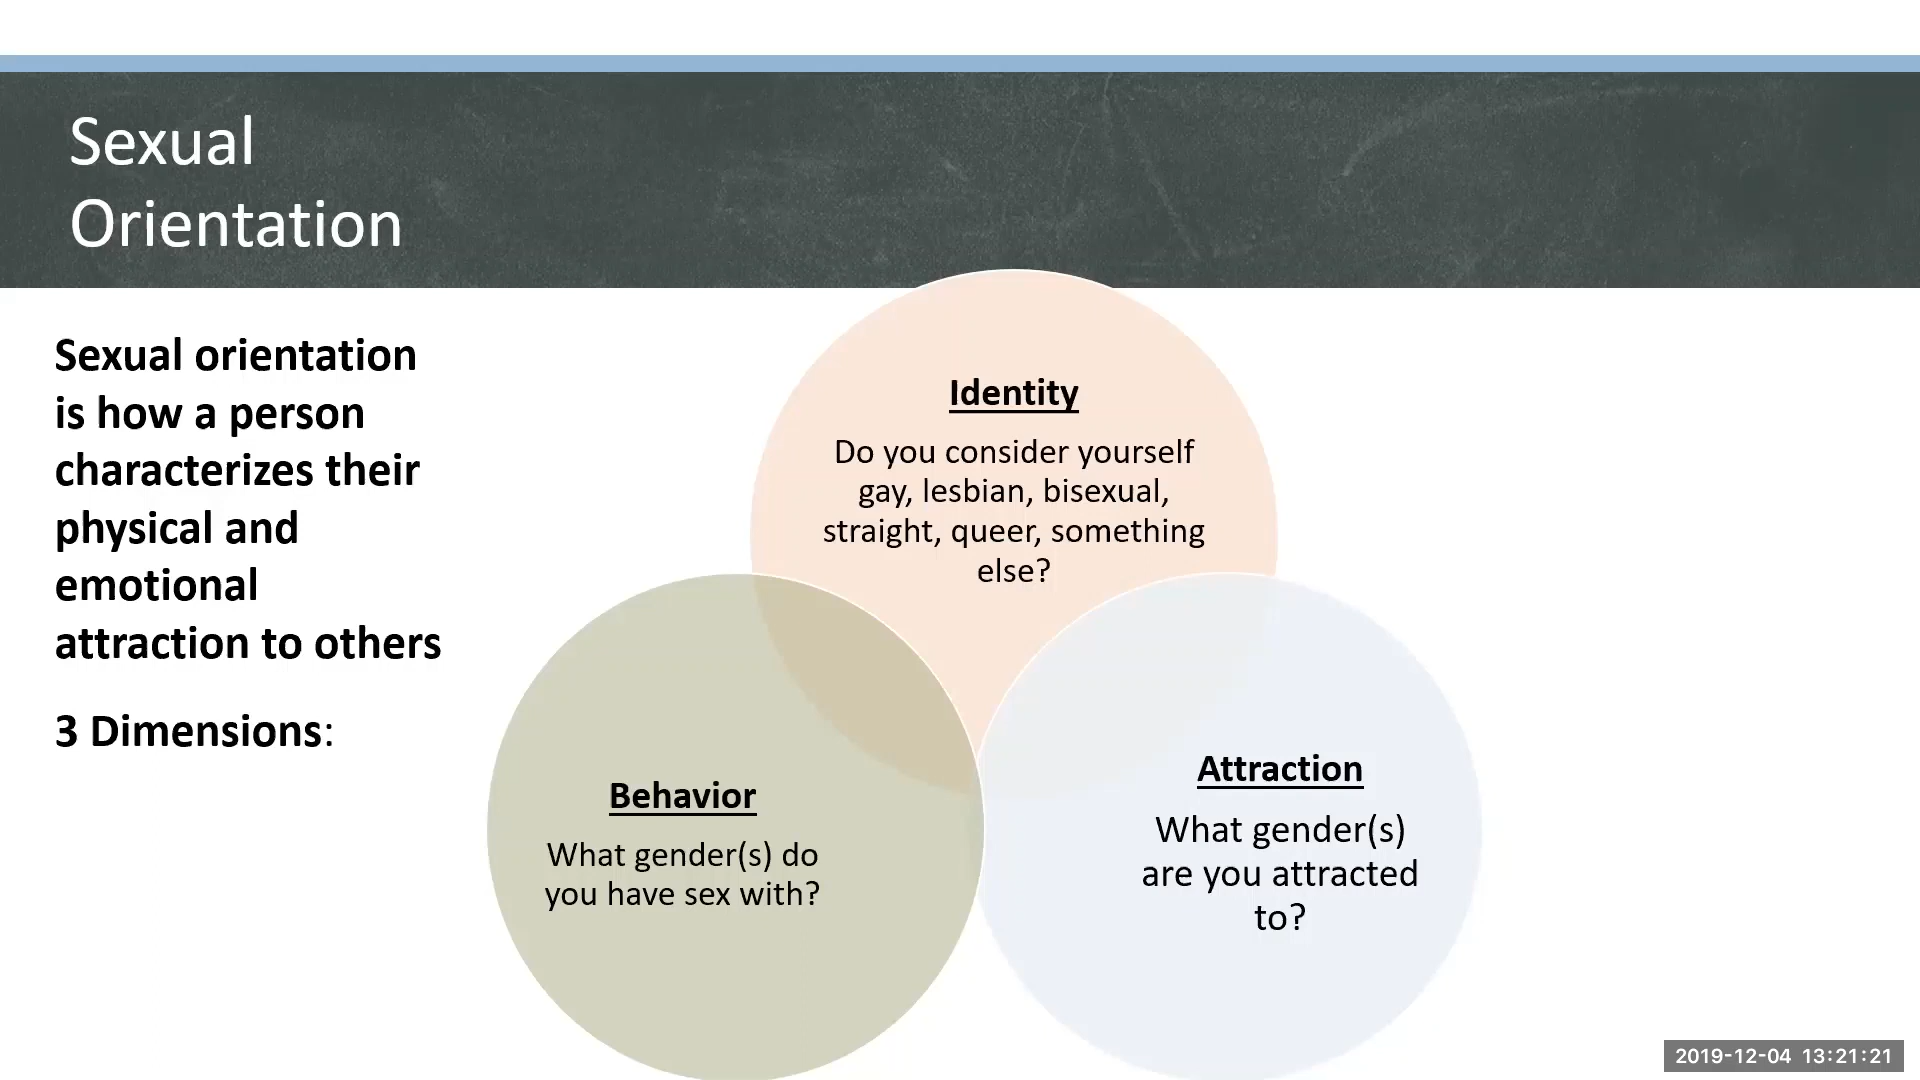 Sexual
Orientation
Sexual orientation
is how a person
characterizes their
physical and
emotional
attraction to others
3 Dimensions:
Identity
Do you consider yourself
gay, lesbian, bisexual,
straight, queer, something
else?
Behavior
What gender(s) do
you have sex with?
Attraction
What gender(s)
are you attracted
to?
2019-12-04 13:21:21